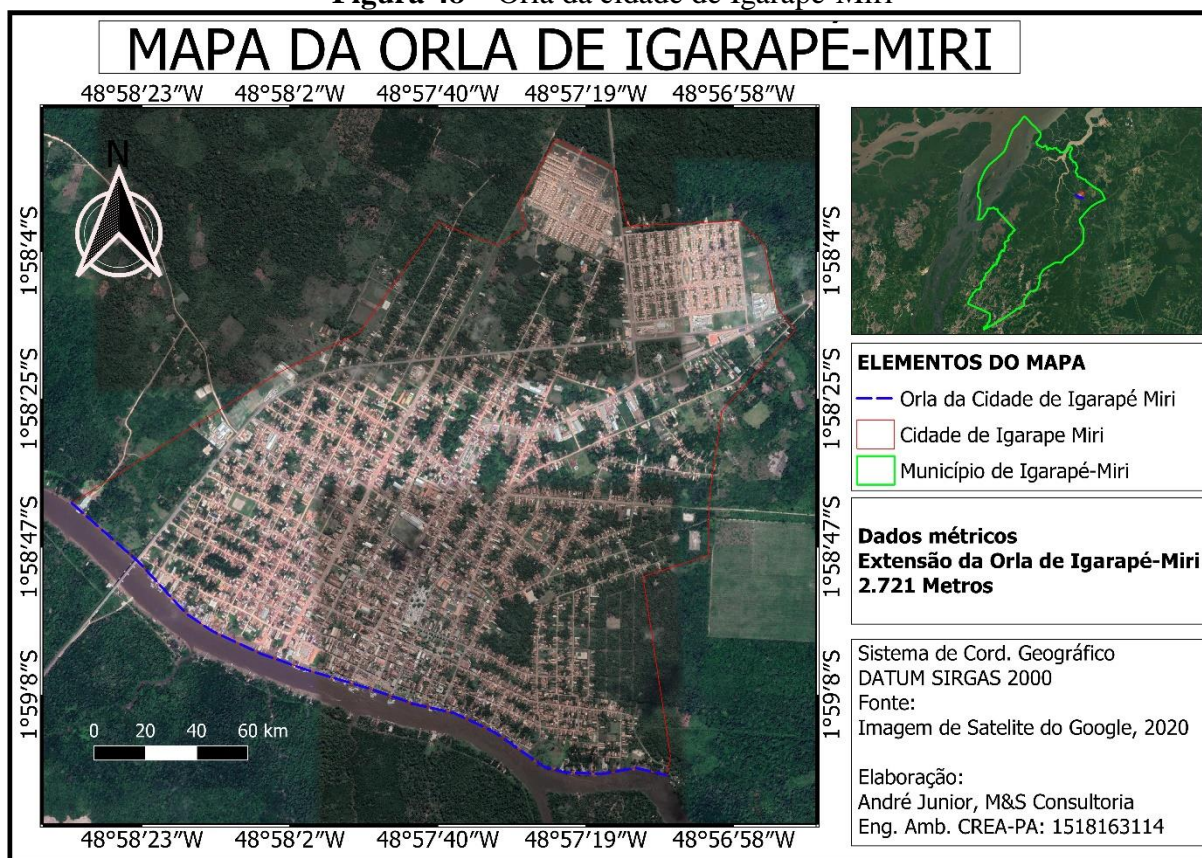 Figura 48 – Orla da cidade de Igarapé-Miri
MAPA DA ORLA DE IGARAPÉ-MIRI
48°58′23″W 48°58′2″W 48°57′40″W 48°57′19″W 48°56′58″W
N
1°58′4″S
1°58′25″S
1°58′47″S
1°59′8″S
1°58′4″S
1°58′25″S
1°58′47″S
1°59′8″S
0 20 40 60 km
48°58′23″W 48°58′2″W 48°57′40″W 48°57′19″W 48°56′58″W
ELEMENTOS DO MAPA
Orla da Cidade de Igarapé Miri
Cidade de Igarape Miri
Município de Igarapé-Miri
Dados métricos
Extensão da Orla de Igarapé-Miri
2.721 Metros
Sistema de Cord. Geográfico
DATUM SIRGAS 2000
Fonte:
Imagem de Satelite do Google, 2020
Elaboração:
André Junior, M&S Consultoria
Eng. Amb. CREA-PA: 1518163114